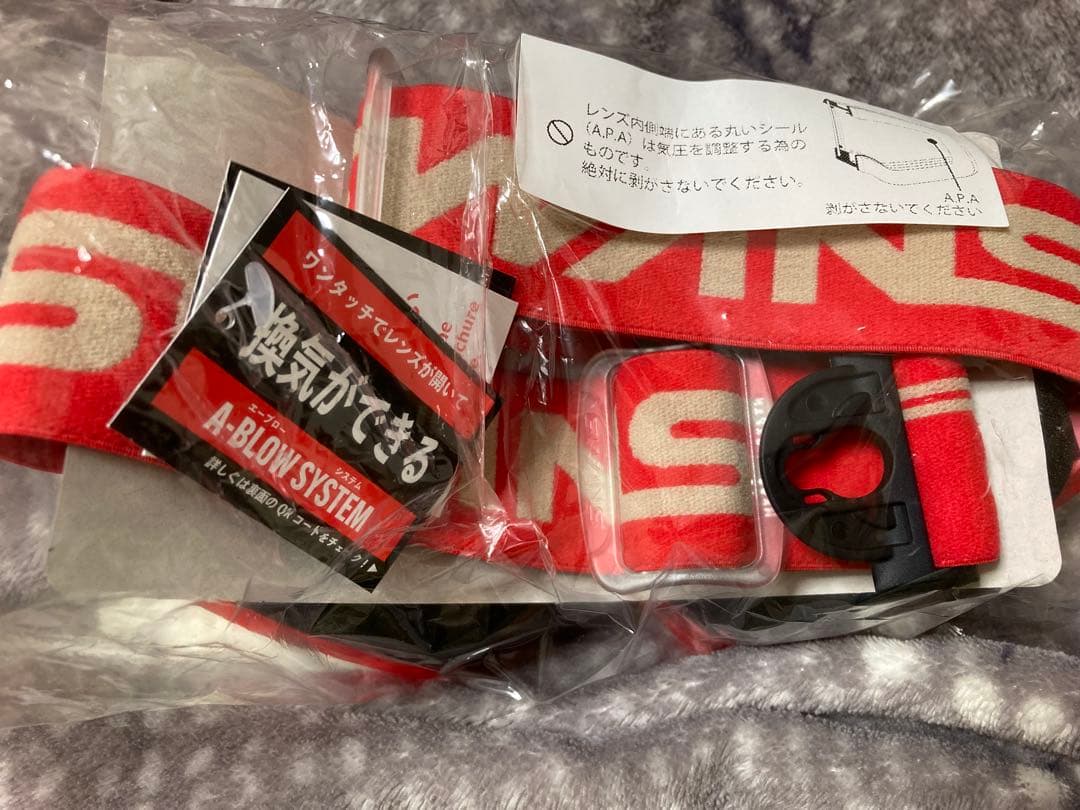 レンズ内側端にある丸いシール
(A.P.A)は気圧を調整する為の
ものです。
絶対に剥かさないでください。
A.P.A
剥がさないてください
ワンタッチでレンズが開いて
換気ができる
エーブロー
システム
A-BLOW SYSTEM
詳しくは裏面のQRコードをチェック!▶
chure
S
ANS
NS